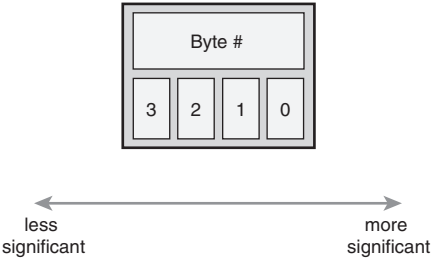 Byte #
3 2 1 0
less
significant
more
significant